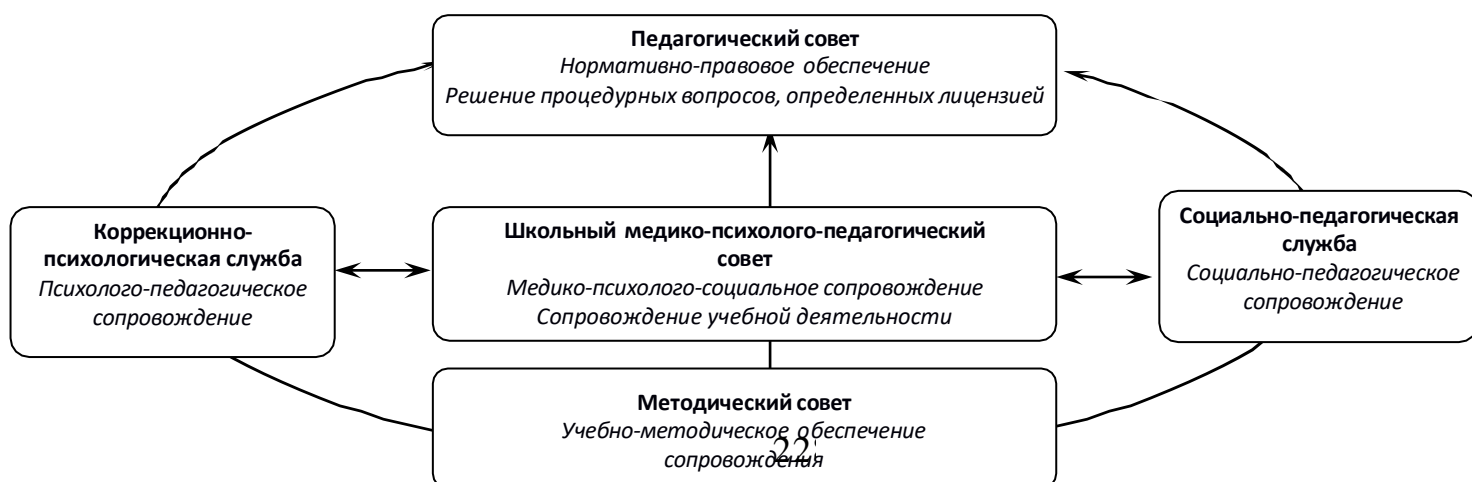 Педагогический совет
Нормативно-правовое обеспечение
Решение процедурных вопросов, определенных лицензией
Коррекционно-
психологическая служба
Психолого-педагогическое
сопровождение
Школьный медико-психолого-педагогический
совет
Медико-психолого-социальное сопровождение
Сопровождение учебной деятельности
Социально-педагогическая
служба
Социально-педагогическое
сопровождение
Методический совет
Учебно-методическое обеспечение
сопровождения
22